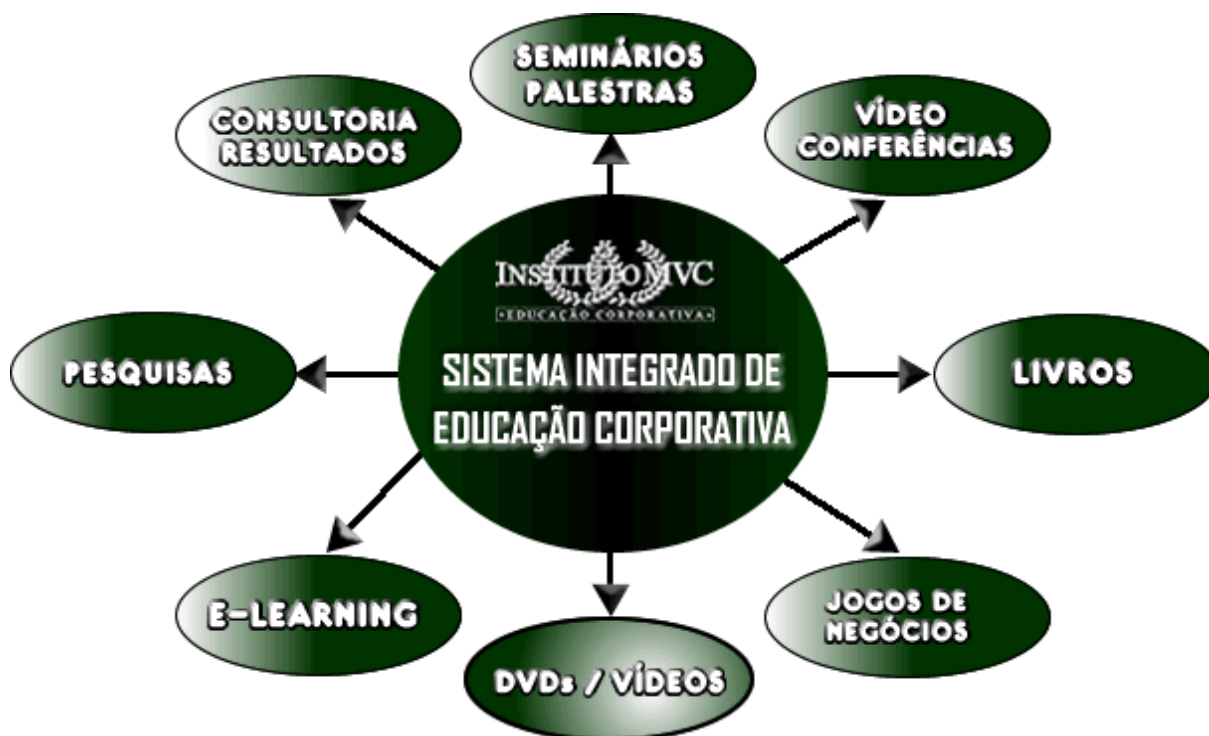 SEMINÁRIOS
PALESTRAS
CONSULTORIA
RESULTADOS
VÍDEO
CONFERÊNCIAS
INSTITUTO MVC
•EDUCAÇÃO CORPORATIVA•
SISTEMA INTEGRADO DE
EDUCAÇÃO CORPORATIVA
PESQUISAS
LIVROS
E-LEARNING
JOGOS DE
NEGÓCIOS
DVDs / VÍDEOS